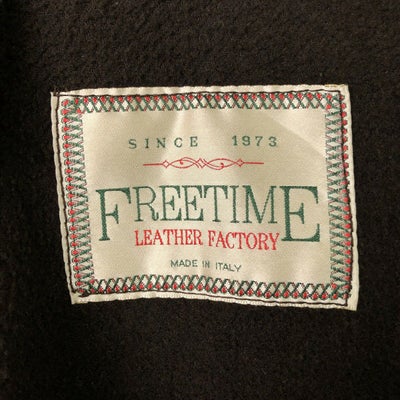 SINCE 1973
FREETIME
LEATHER FACTORY
MADE IN ITALY